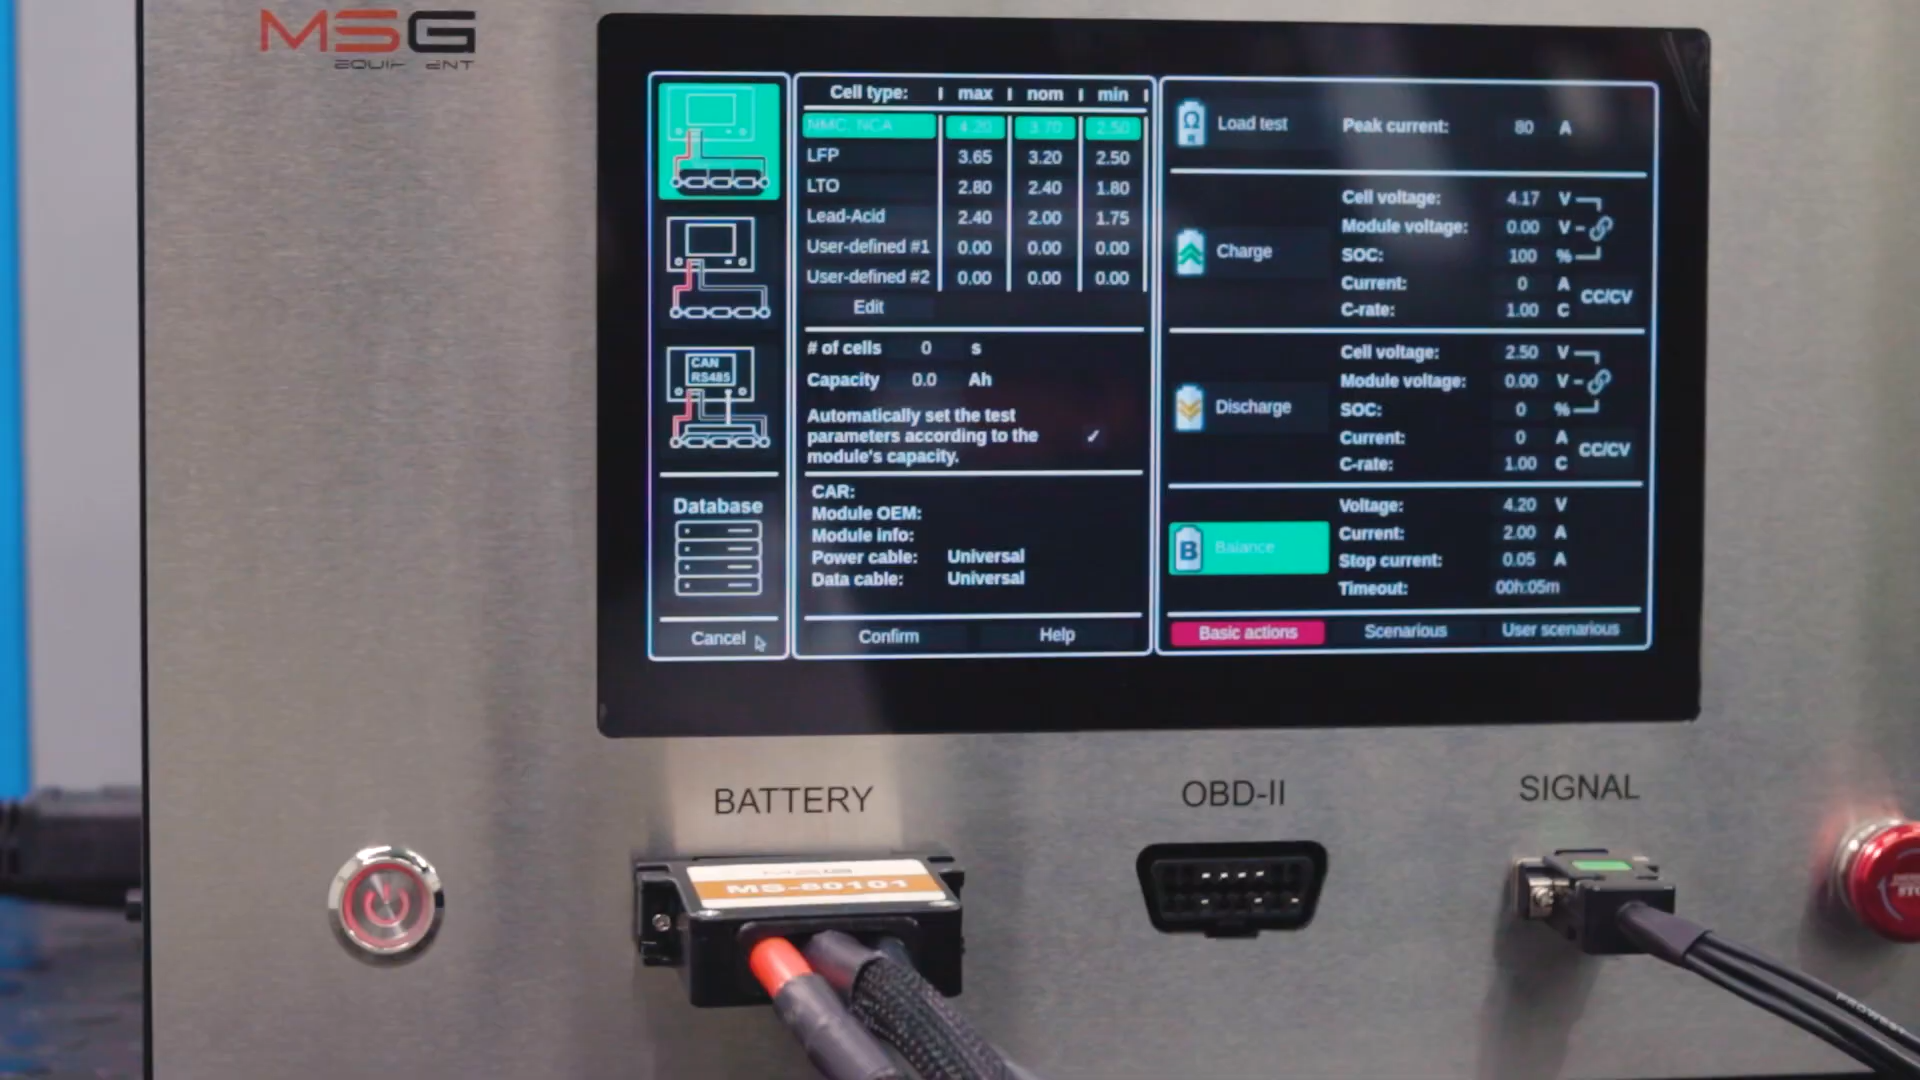 MSG
EQUIPMENT
Cell type: max nom min
NMC, NCA 4.20 3.70 2.50
LFP 3.65 3.20 2.50
LTO 2.80 2.40 1.80
Lead-Acid 2.40 2.00 1.75
User-defined #1 0.00 0.00 0.00
User-defined #2 0.00 0.00 0.00
Edit
# of cells 0 s
Capacity 0.0 Ah
Automatically set the test
parameters according to the
module's capacity. ✓
CAR:
Module OEM:
Module info:
Power cable: Universal
Data cable: Universal
Confirm Help
CAN
RS485
Database
Cancel
Load test Peak current: 80 A
Charge
Cell voltage: 4.17 V
Module voltage: 0.00 V
SOC: 100 %
Current: 0 A
C-rate: 1.00 C
CC/CV
Discharge
Cell voltage: 2.50 V
Module voltage: 0.00 V
SOC: 0 %
Current: 0 A
C-rate: 1.00 C
CC/CV
B Balance
Voltage: 4.20 V
Current: 2.00 A
Stop current: 0.05 A
Timeout: 00h:05m
Basic actions Scenarious User scenarious
BATTERY
OBD-II
SIGNAL
MSG
MS-80101